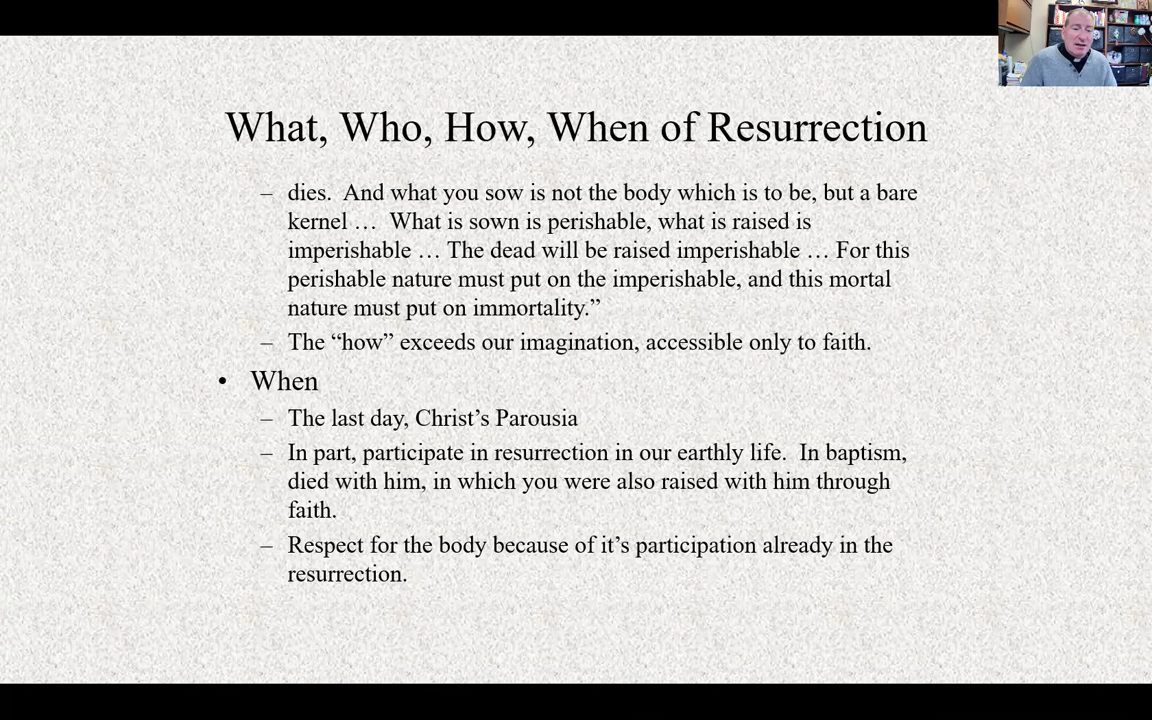 What, Who, How, When of Resurrection
– dies.  And what you sow is not the body which is to be, but a bare
kernel …  What is sown is perishable, what is raised is
imperishable … The dead will be raised imperishable … For this
perishable nature must put on the imperishable, and this mortal
nature must put on immortality.”
– The “how” exceeds our imagination, accessible only to faith.
• When
– The last day, Christ’s Parousia
– In part, participate in resurrection in our earthly life.  In baptism,
died with him, in which you were also raised with him through
faith.
– Respect for the body because of it’s participation already in the
resurrection.